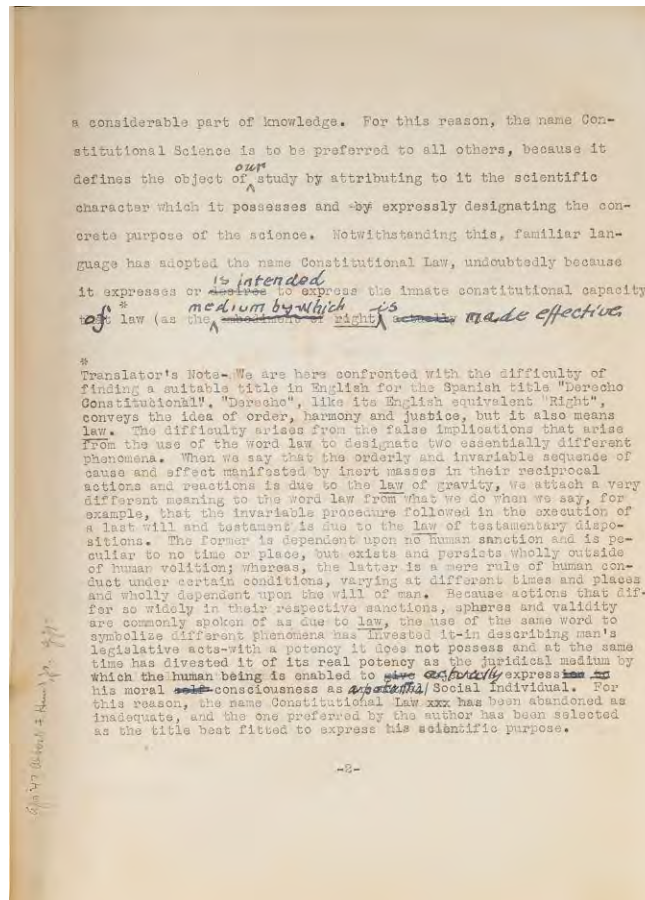 a considerable part of knowledge. For this reason, the name Con-
stitutional Science is to be preferred to all others, because it
our
defines the object of study by attributing to it the scientific
character which it possesses and by expressly designating the con-
crete purpose of the science. Notwithstanding this, familiar lan-
guage has adopted the name Constitutional Law, undoubtedly because
is intended
it expresses or desires to express the innate constitutional capacity
of * medium by which is
law (as the embodiment of right) actually made effective
*
Translator's Note- We are here confronted with the difficulty of
finding a suitable title in English for the Spanish title "Derecho
Constitucional". "Derecho", like its English equivalent "Right",
conveys the idea of order, harmony and justice, but it also means
law. The difficulty arises from the false implications that arise
from the use of the word law to designate two essentially different
phenomena. When we say that the orderly and invariable sequence of
cause and effect manifested by inert masses in their reciprocal
actions and reactions is due to the law of gravity, we attach a very
different meaning to the word law from what we do when we say, for
example, that the invariable procedure followed in the execution of
a last will and testament is due to the law of testamentary dispo-
sitions. The former is dependent upon no human sanction and is pe-
culiar to no time or place, but exists and persists wholly outside
of human volition; whereas, the latter is a mere rule of human con-
duct under certain conditions, varying at different times and places
and wholly dependent upon the will of man. Because actions that dif-
fer so widely in their respective sanctions, spheres and validity
are commonly spoken of as due to law, the use of the same word to
symbolize different phenomena has invested it-in describing man's
legislative acts-with a potency it does not possess and at the same
time has divested it of its real potency as the juridical medium by
which the human being is enabled to give actually expression to
his moral self-consciousness as Social Individual. For
this reason, the name Constitutional Law xxx has been abandoned as
inadequate, and the one preferred by the author has been selected
as the title best fitted to express his scientific purpose.
-2-